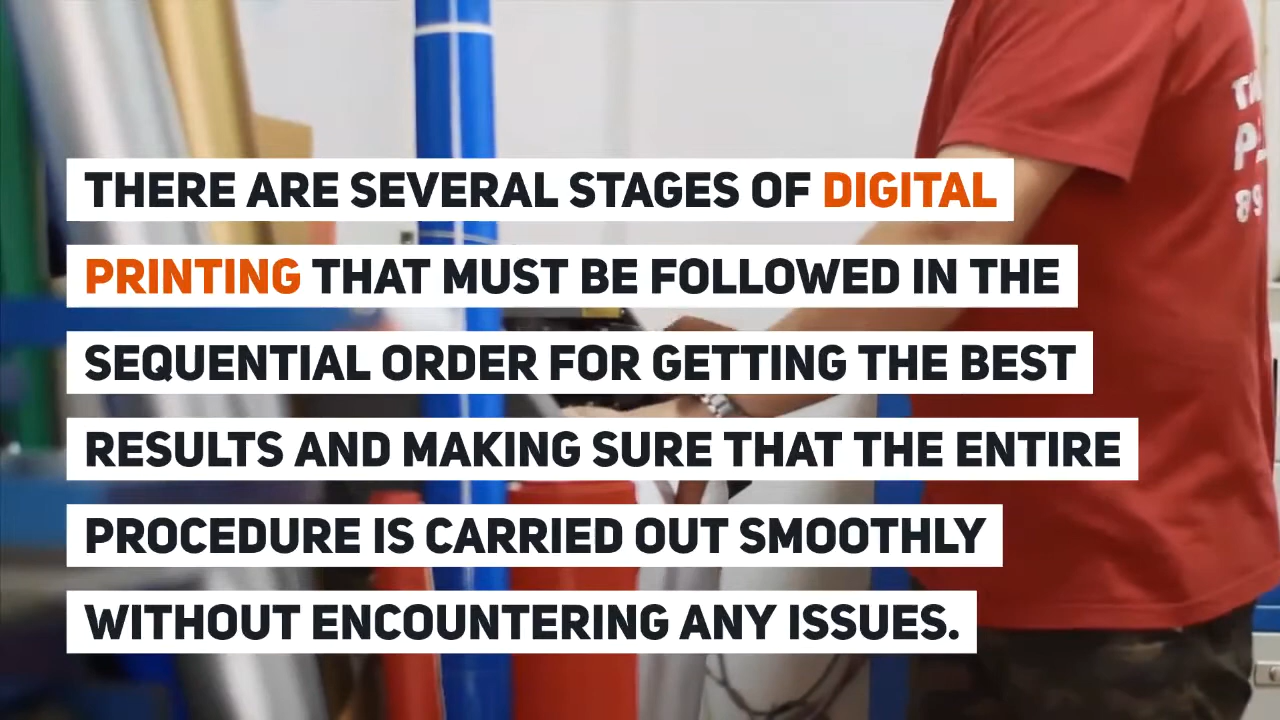 THERE ARE SEVERAL STAGES OF DIGITAL
PRINTING THAT MUST BE FOLLOWED IN THE
SEQUENTIAL ORDER FOR GETTING THE BEST
RESULTS AND MAKING SURE THAT THE ENTIRE
PROCEDURE IS CARRIED OUT SMOOTHLY
WITHOUT ENCOUNTERING ANY ISSUES.